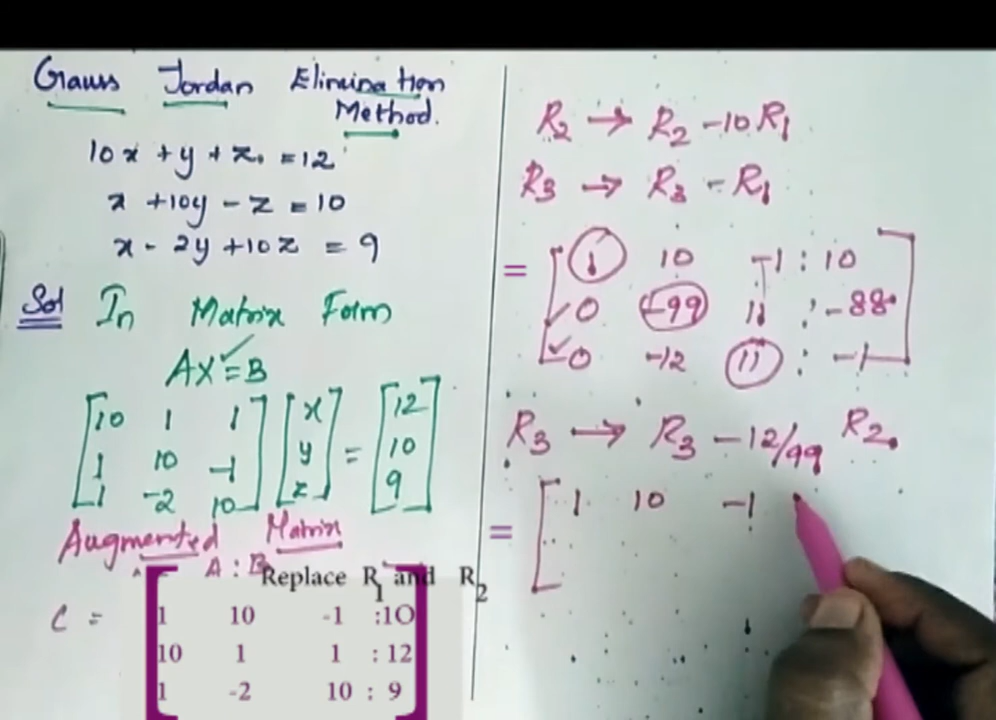 Gauss Jordan Elimination
Method.
10x + y + z. = 12
x + 10y - z = 10
x - 2y + 10z = 9
Sol In Matrix Form
AX = B
[10 1 1] [x] = [12]
[1 10 -1] [y] = [10]
[1 -2 10] [z] = [9]
Augmented Matrix
A : B
Replace R1 and R2
C = [1 10 -1 :10]
[10 1 1 : 12]
[1 -2 10 : 9]
R2 → R2 -10 R1
R3 → R3 - R1
= [1 10 -1 : 10]
[0 -99 11 : -88]
[0 -12 11 : -1]
R3 → R3 - 12/99 R2.
= [1 10 -1